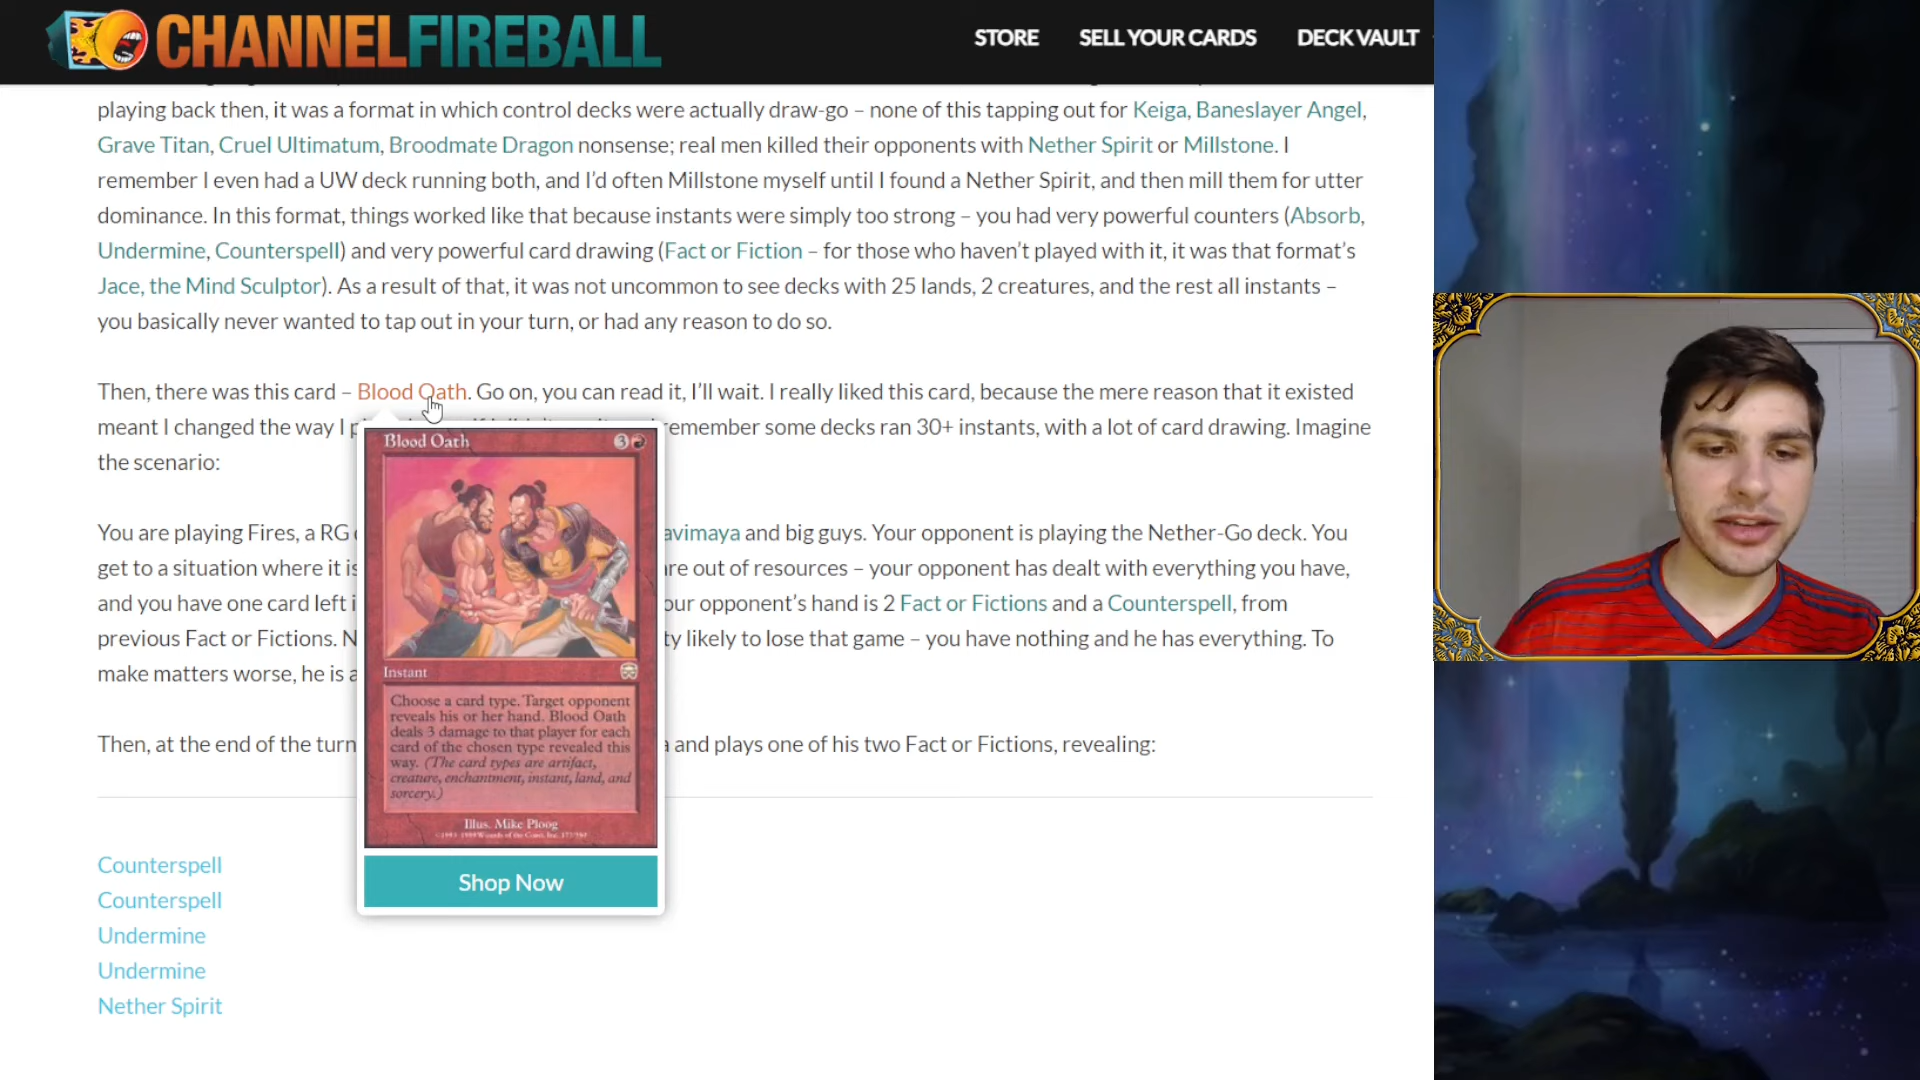 CHANNELFIREBALL
STORE SELL YOUR CARDS DECK VAULT
playing back then, it was a format in which control decks were actually draw-go – none of this tapping out for Keiga, Baneslayer Angel,
Grave Titan, Cruel Ultimatum, Broodmate Dragon nonsense; real men killed their opponents with Nether Spirit or Millstone. I
remember I even had a UW deck running both, and I'd often Millstone myself until I found a Nether Spirit, and then mill them for utter
dominance. In this format, things worked like that because instants were simply too strong – you had very powerful counters (Absorb,
Undermine, Counterspell) and very powerful card drawing (Fact or Fiction – for those who haven't played with it, it was that format's
Jace, the Mind Sculptor). As a result of that, it was not uncommon to see decks with 25 lands, 2 creatures, and the rest all instants –
you basically never wanted to tap out in your turn, or had any reason to do so.
Then, there was this card – Blood Oath. Go on, you can read it, I'll wait. I really liked this card, because the mere reason that it existed
meant I changed the way I remember some decks ran 30+ instants, with a lot of card drawing. Imagine
the scenario:
You are playing Fires, a RG avimaya and big guys. Your opponent is playing the Nether-Go deck. You
get to a situation where it is re out of resources – your opponent has dealt with everything you have,
and you have one card left i our opponent's hand is 2 Fact or Fictions and a Counterspell, from
previous Fact or Fictions. N ty likely to lose that game – you have nothing and he has everything. To
make matters worse, he is a
Then, at the end of the turn a and plays one of his two Fact or Fictions, revealing:
Blood Oath 3
Instant
Choose a card type. Target opponent
reveals his or her hand. Blood Oath
deals 3 damage to that player for each
card of the chosen type revealed this
way. (The card types are artifact,
creature, enchantment, instant, land, and
sorcery.)
Illus. Mike Ploog
Shop Now
Counterspell
Counterspell
Undermine
Undermine
Nether Spirit